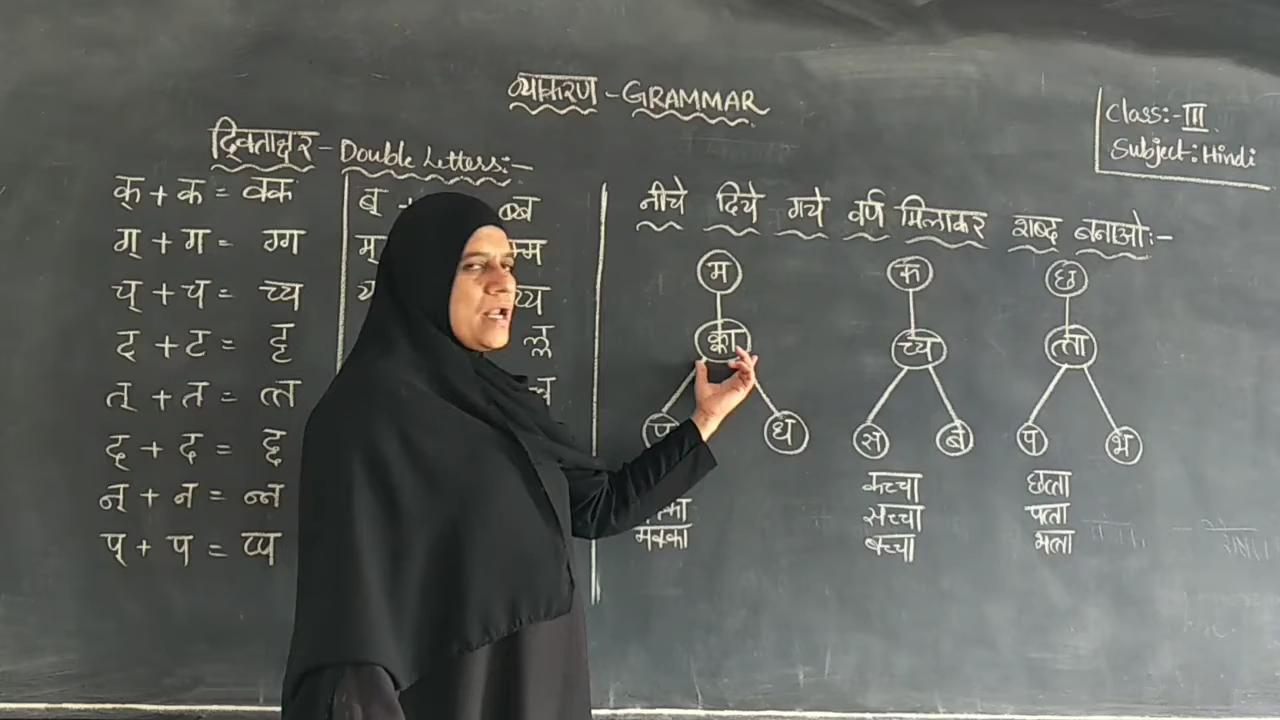 व्याकरण - GRAMMAR
Class:- III
Subject: Hindi
द्वित्ताक्षर - Double Letters:-
क् + क = क्क
ग् + ग = ग्ग
च् + च = च्च
ट् + ट = ट्ट
त् + त = त्त
द् + द = द्द
न् + न = न्न
प् + प = प्प
ब् + ब्ब
म् म्म
य्य
ल्ल
नीचे दिये गये वर्ण मिलाकर शब्द बनाओ:-
म क छ
क्का च्च त्ता
ध स ब प भ
कच्चा छत्ता
सच्चा पत्ता
मक्का बच्चा भत्ता